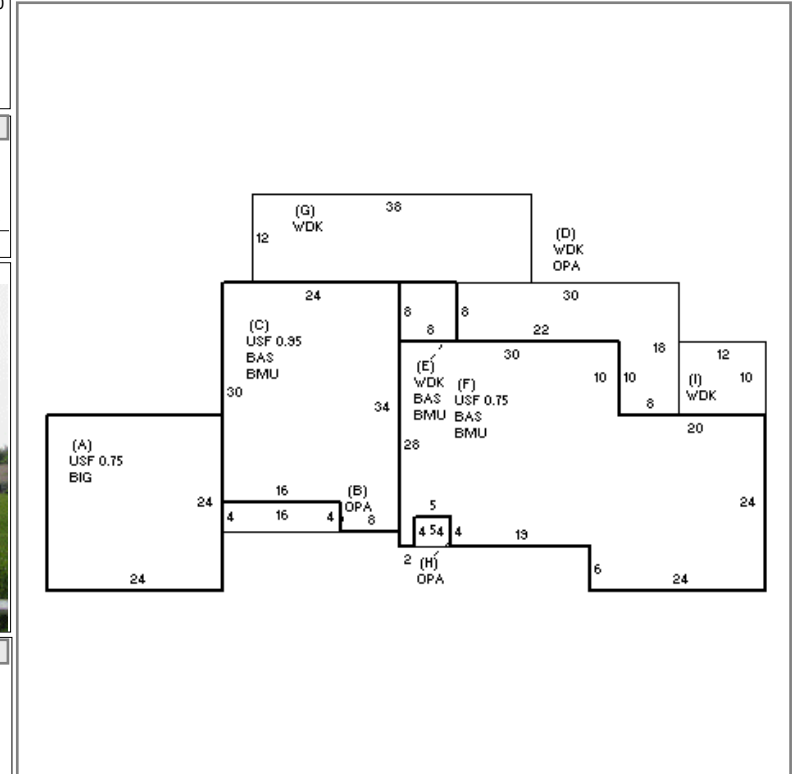 (G)
WDK
38
12
(D)
WDK
OPA
24
30
8
8
8
22
(C)
USF 0.95
BAS
BMU
18
12
30
10
10
10
(I)
WDK
(E)
WDK
BAS
BMU
(F)
USF 0.75
BAS
BMU
30
34
8
20
(A)
USF 0.75
BIG
28
24
16
(B)
OPA
24
4
16
4
8
5
4
5
4
4
19
2
(H)
OPA
6
24
24